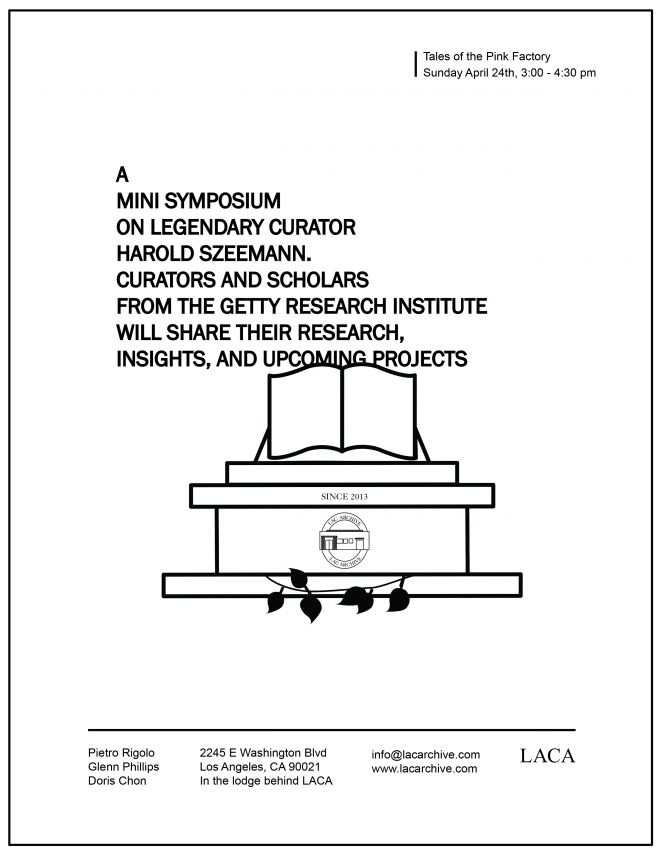 Tales of the Pink Factory
Sunday April 24th, 3:00 - 4:30 pm
A
MINI SYMPOSIUM
ON LEGENDARY CURATOR
HAROLD SZEEMANN.
CURATORS AND SCHOLARS
FROM THE GETTY RESEARCH INSTITUTE
WILL SHARE THEIR RESEARCH,
INSIGHTS, AND UPCOMING PROJECTS
SINCE 2013
ARCHIVE
ARCHIVE
Pietro Rigolo
Glenn Phillips
Doris Chon
2245 E Washington Blvd
Los Angeles, CA 90021
In the lodge behind LACA
info@lacarchive.com
www.lacarchive.com
LACA